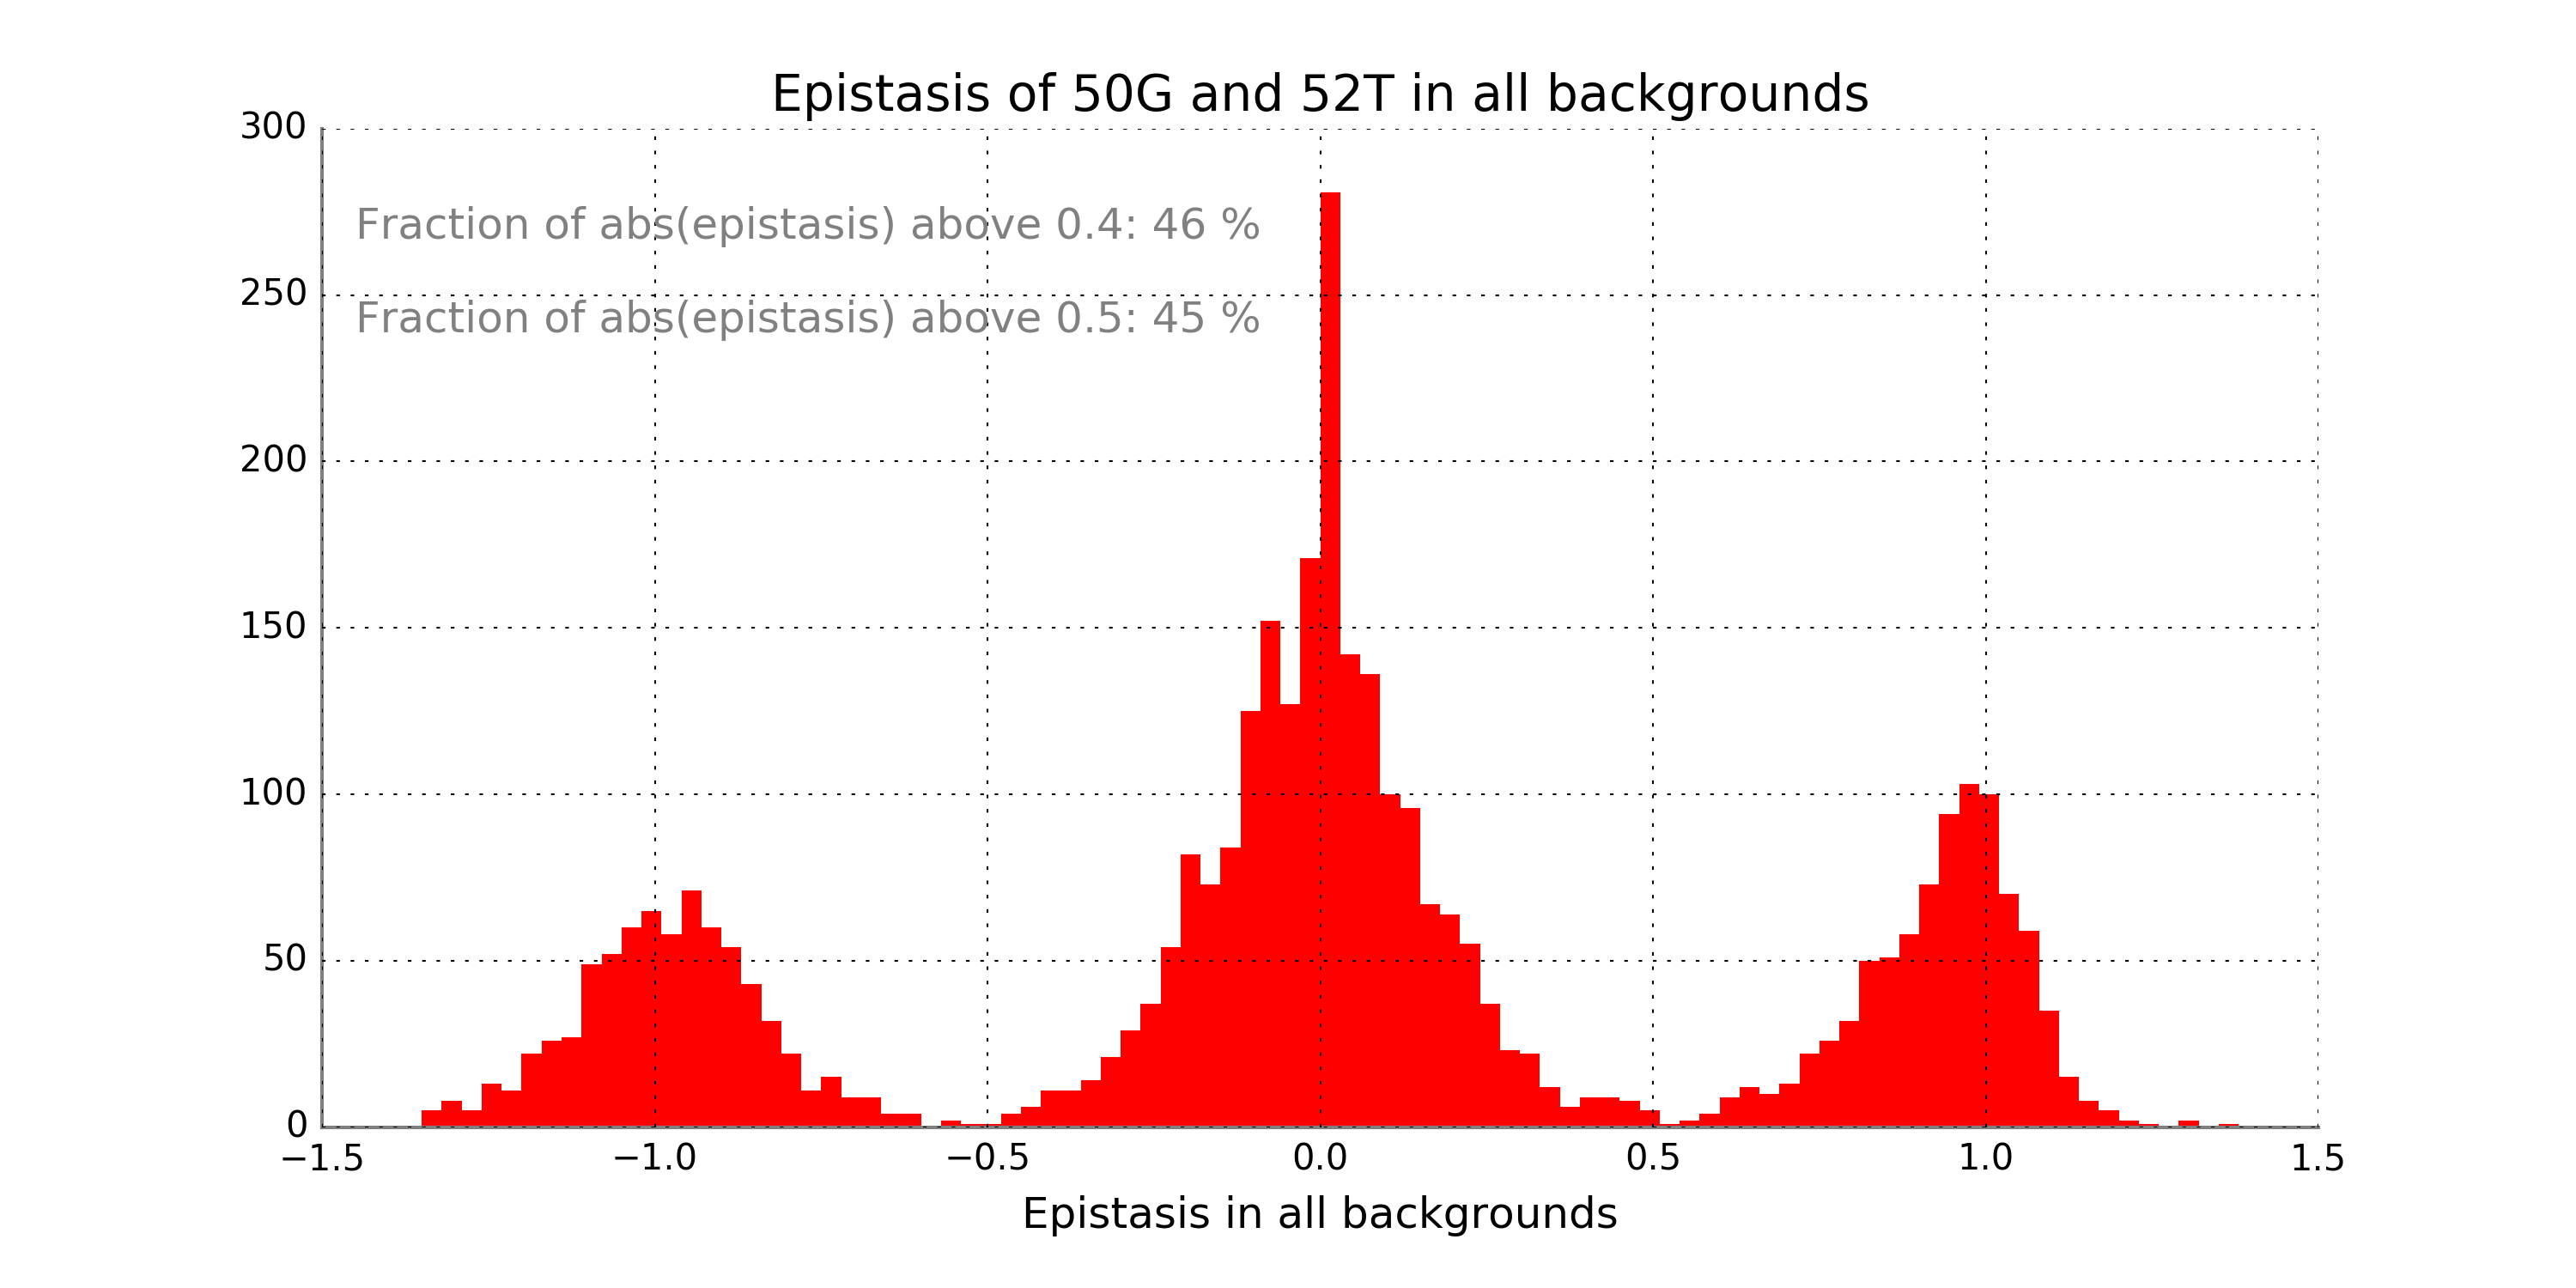 Epistasis of 50G and 52T in all backgrounds
300
Fraction of abs(epistasis) above 0.4: 46 %
250
Fraction of abs(epistasis) above 0.5: 45 %
200
150
100
50
0
−1.5 −1.0 −0.5 0.0 0.5 1.0 1.5
Epistasis in all backgrounds